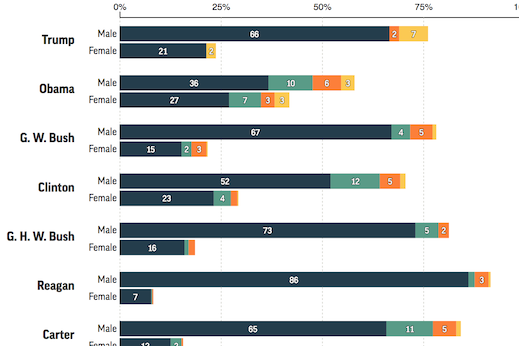 0% 25% 50% 75%
Trump
Male 66 2 7
Female 21 2
Obama
Male 36 10 6 3
Female 27 7 3 3
G. W. Bush
Male 67 4 5
Female 15 2 3
Clinton
Male 52 12 5
Female 23 4
G. H. W. Bush
Male 73 5 2
Female 16
Reagan
Male 86 3
Female 7
Carter
Male 65 11 5
Female 12 3